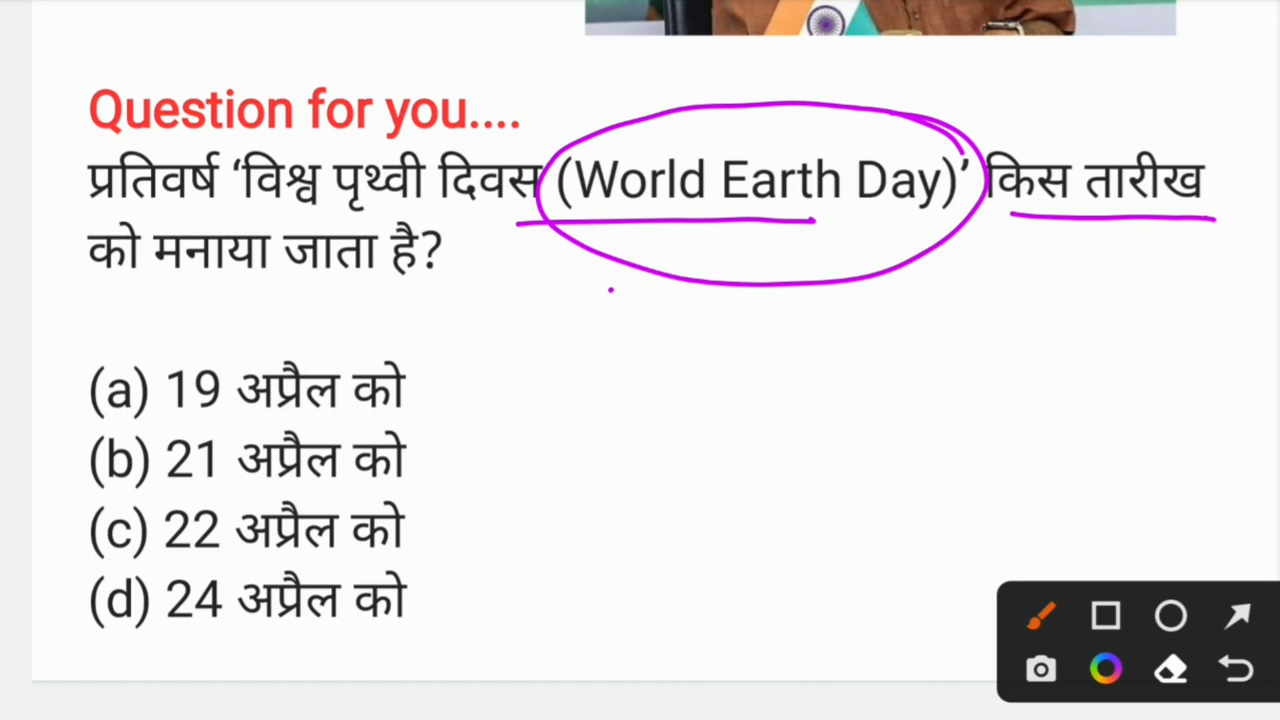 Question for you....
प्रतिवर्ष ‘विश्व पृथ्वी दिवस (World Earth Day)’ किस तारीख
को मनाया जाता है?
(a) 19 अप्रैल को
(b) 21 अप्रैल को
(c) 22 अप्रैल को
(d) 24 अप्रैल को